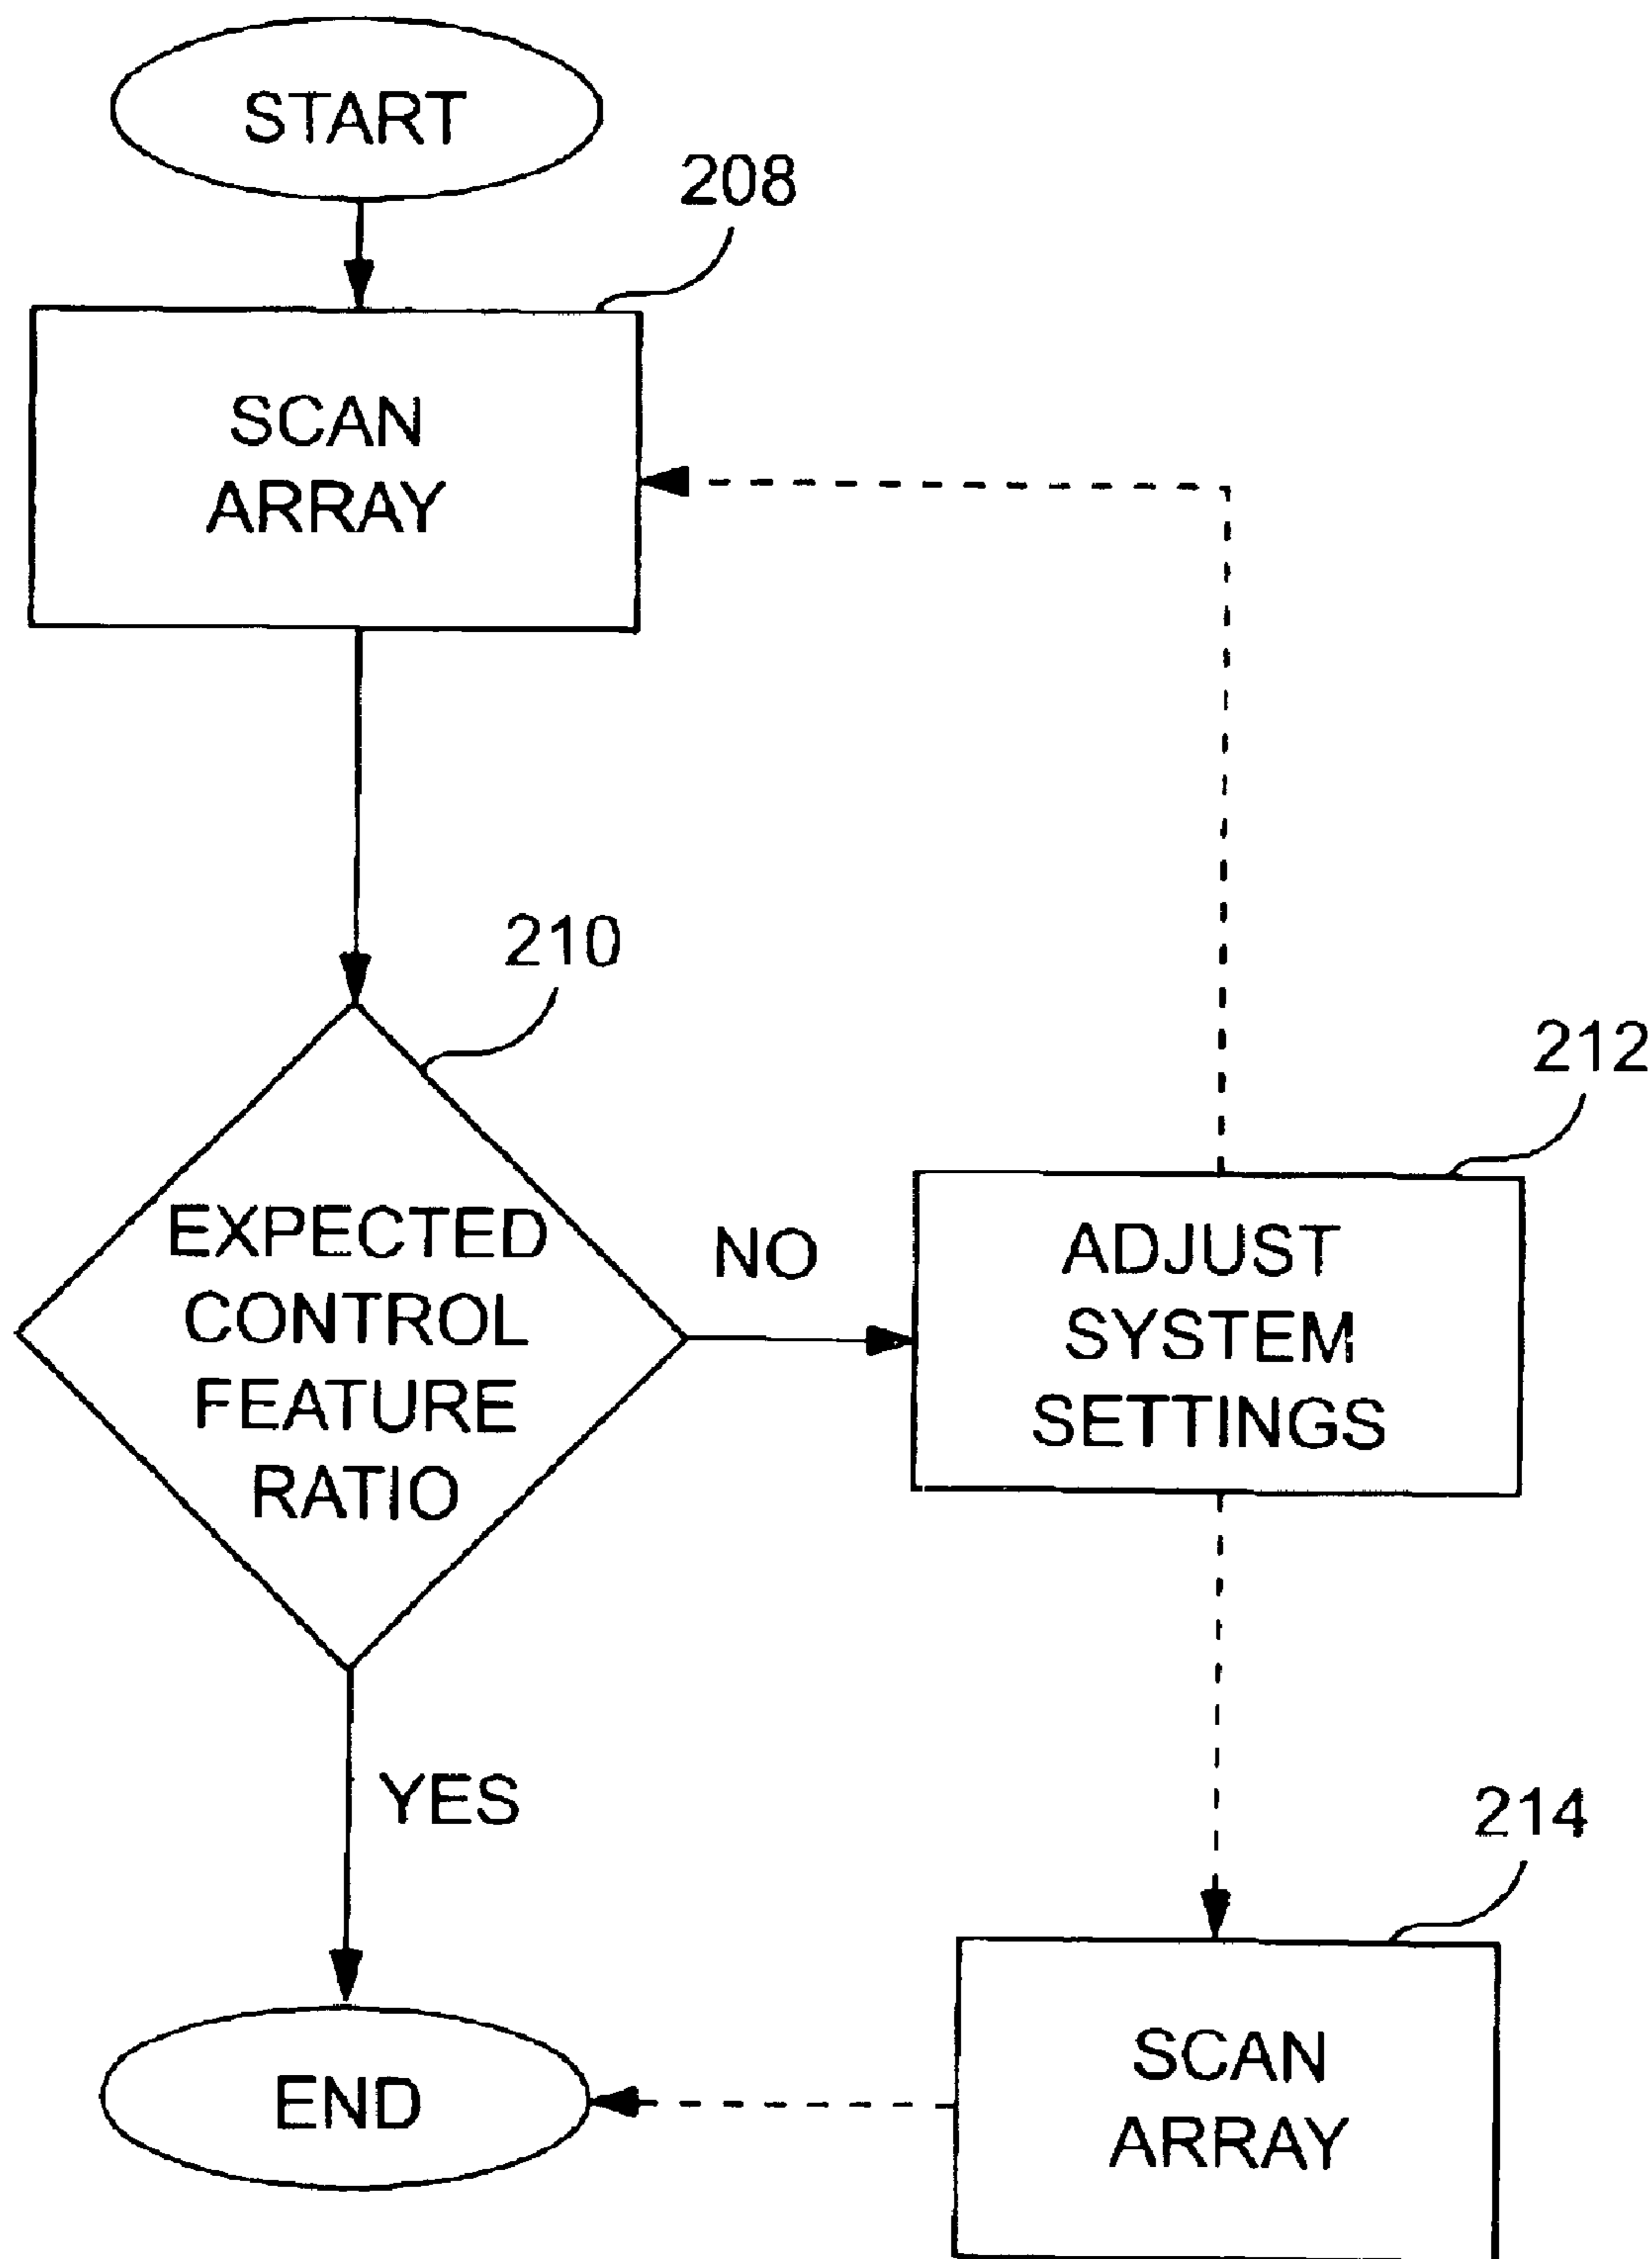 START
208
SCAN
ARRAY
210
212
EXPECTED
CONTROL
FEATURE
RATIO
NO
ADJUST
SYSTEM
SETTINGS
YES
214
END
SCAN
ARRAY